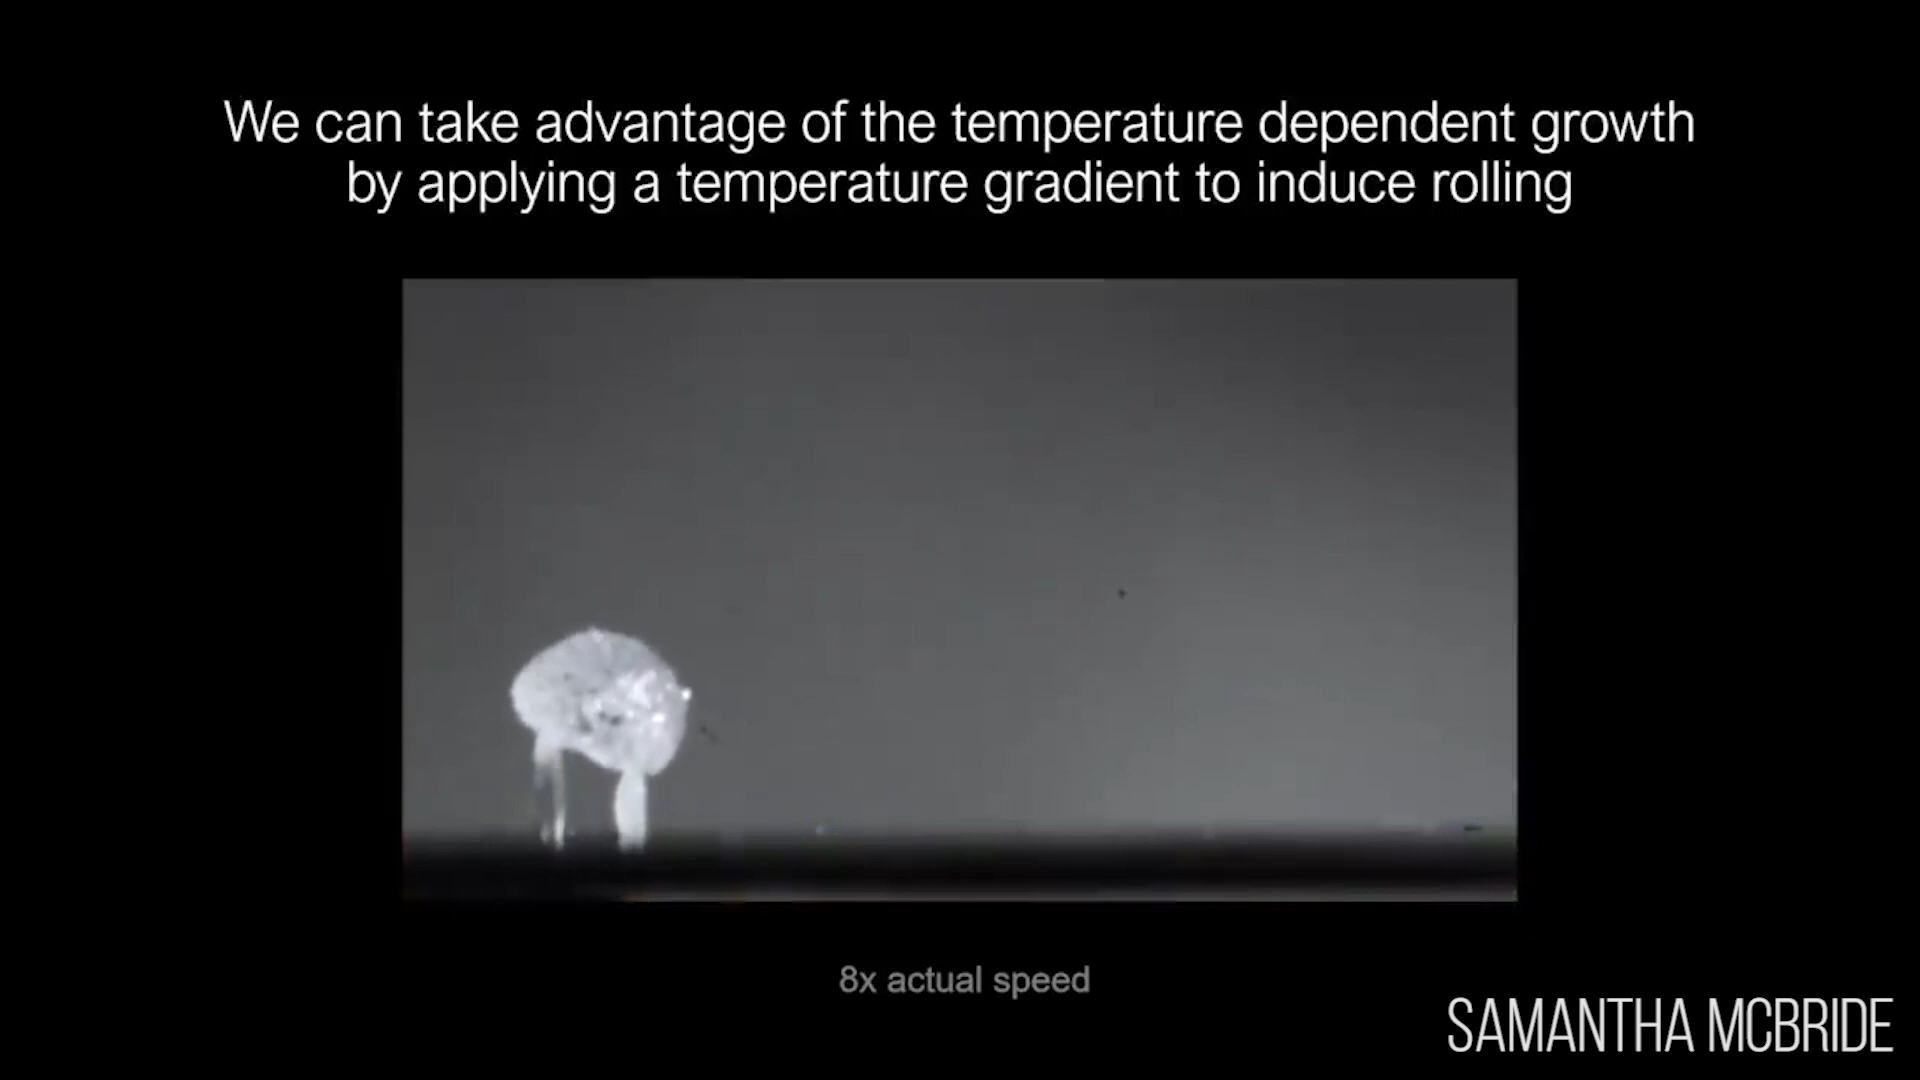 We can take advantage of the temperature dependent growth
by applying a temperature gradient to induce rolling
8x actual speed
SAMANTHA MCBRIDE